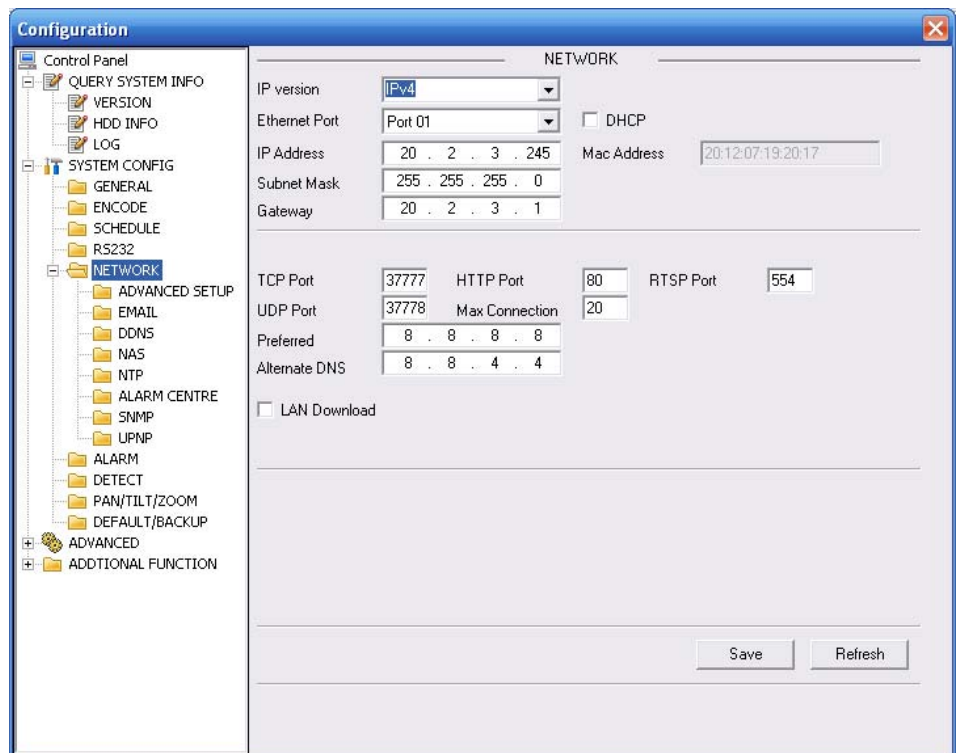 Configuration
Control Panel
QUERY SYSTEM INFO
VERSION
HDD INFO
LOG
SYSTEM CONFIG
GENERAL
ENCODE
SCHEDULE
RS232
NETWORK
ADVANCED SETUP
EMAIL
DDNS
NAS
NTP
ALARM CENTRE
SNMP
UPNP
ALARM
DETECT
PAN/TILT/ZOOM
DEFAULT/BACKUP
ADVANCED
ADDTIONAL FUNCTION
NETWORK
IP version IPv4
Ethernet Port Port 01 DHCP
IP Address 20 . 2 . 3 . 245 Mac Address 20:12:07:19:20:17
Subnet Mask 255 . 255 . 255 . 0
Gateway 20 . 2 . 3 . 1
TCP Port 37777 HTTP Port 80 RTSP Port 554
UDP Port 37778 Max Connection 20
Preferred 8 . 8 . 8 . 8
Alternate DNS 8 . 8 . 4 . 4
LAN Download
Save Refresh